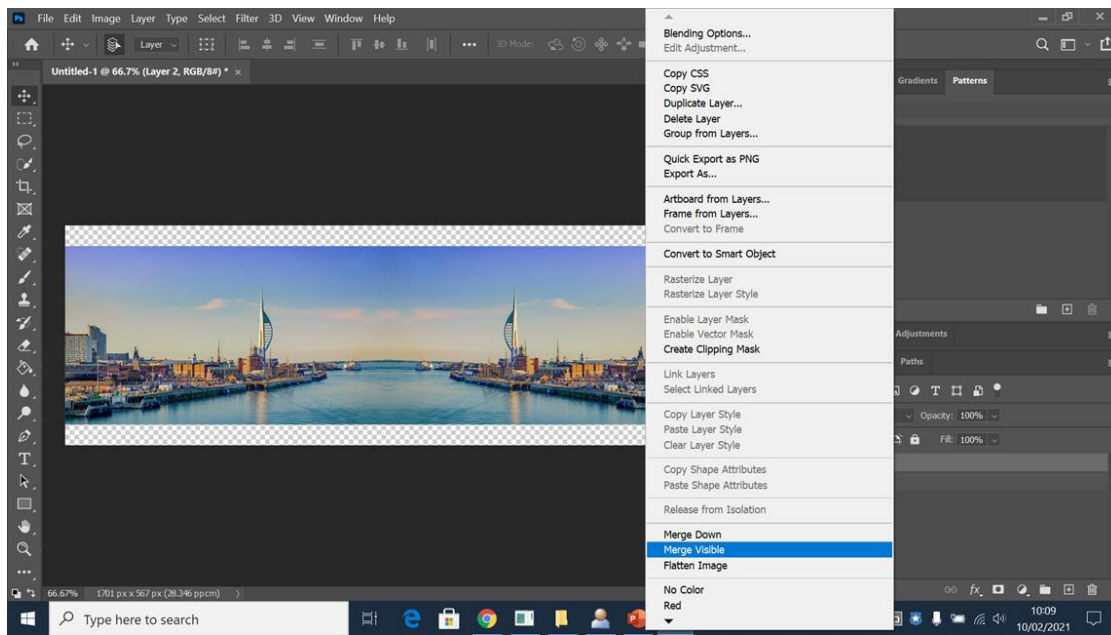 Ps File Edit Image Layer Type Select Filter 3D View Window Help
Layer 3D Mode:
Untitled-1 @ 66.7% (Layer 2, RGB/8#) * ×
Blending Options...
Edit Adjustment...
Copy CSS
Copy SVG
Duplicate Layer...
Delete Layer
Group from Layers...
Quick Export as PNG
Export As...
Artboard from Layers...
Frame from Layers...
Convert to Frame
Convert to Smart Object
Rasterize Layer
Rasterize Layer Style
Enable Layer Mask
Enable Vector Mask
Create Clipping Mask
Link Layers
Select Linked Layers
Copy Layer Style
Paste Layer Style
Clear Layer Style
Copy Shape Attributes
Paste Shape Attributes
Release from Isolation
Merge Down
Merge Visible
Flatten Image
No Color
Red
Gradients Patterns
Adjustments
Paths
Opacity: 100%
Fill: 100%
fx
66.67% 1701 px x 567 px (28.346 ppcm)
Type here to search
10:09
10/02/2021